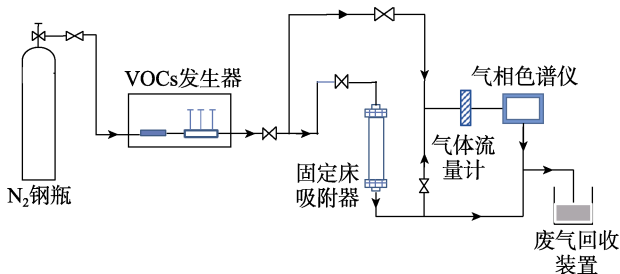 VOCs发生器
气相色谱仪
气体流
量计
固定床
吸附器
N₂钢瓶
废气回收
装置